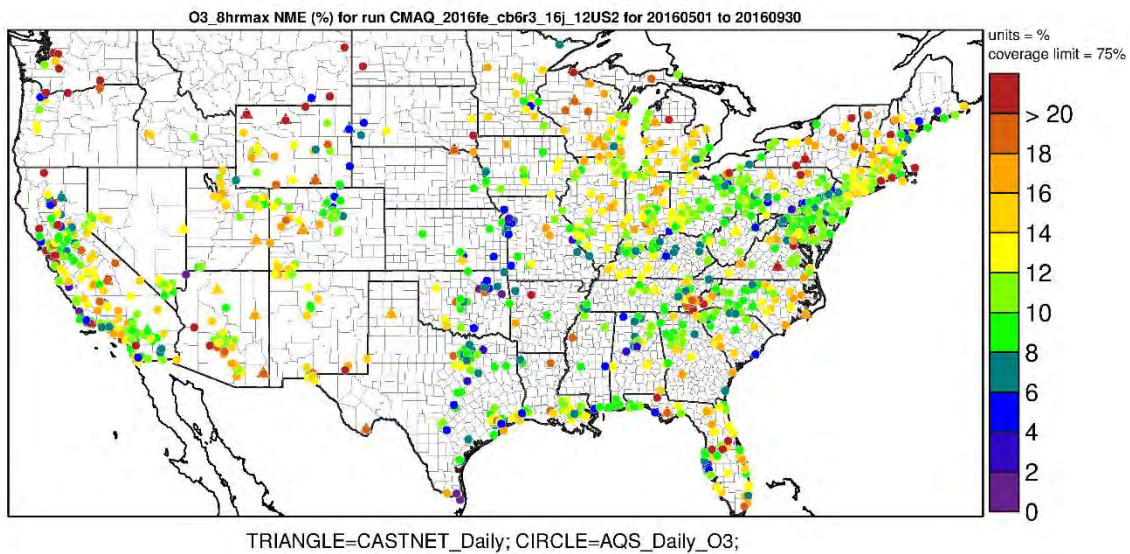 O3_8hrmax NME (%) for run CMAQ_2016fe_cb6r3_16j_12US2 for 20160501 to 20160930
units = %
coverage limit = 75%
> 20
18
16
14
12
10
8
6
4
2
0
TRIANGLE=CASTNET_Daily; CIRCLE=AQS_Daily_O3;